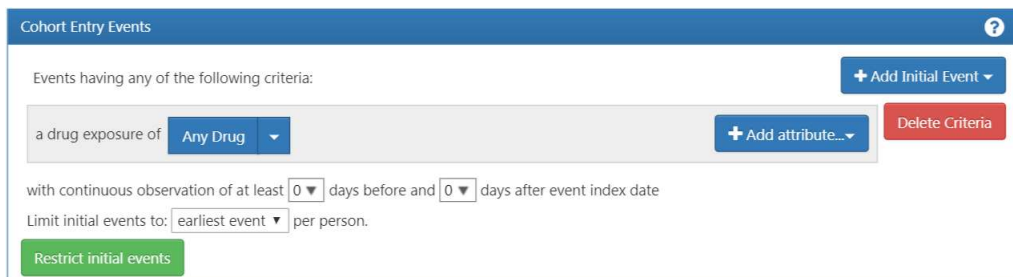 Cohort Entry Events ?
Events having any of the following criteria:
+ Add Initial Event ▾
a drug exposure of Any Drug ▾
+ Add attribute...▾
Delete Criteria
with continuous observation of at least 0 ▼ days before and 0 ▼ days after event index date
Limit initial events to: earliest event ▼ per person.
Restrict initial events